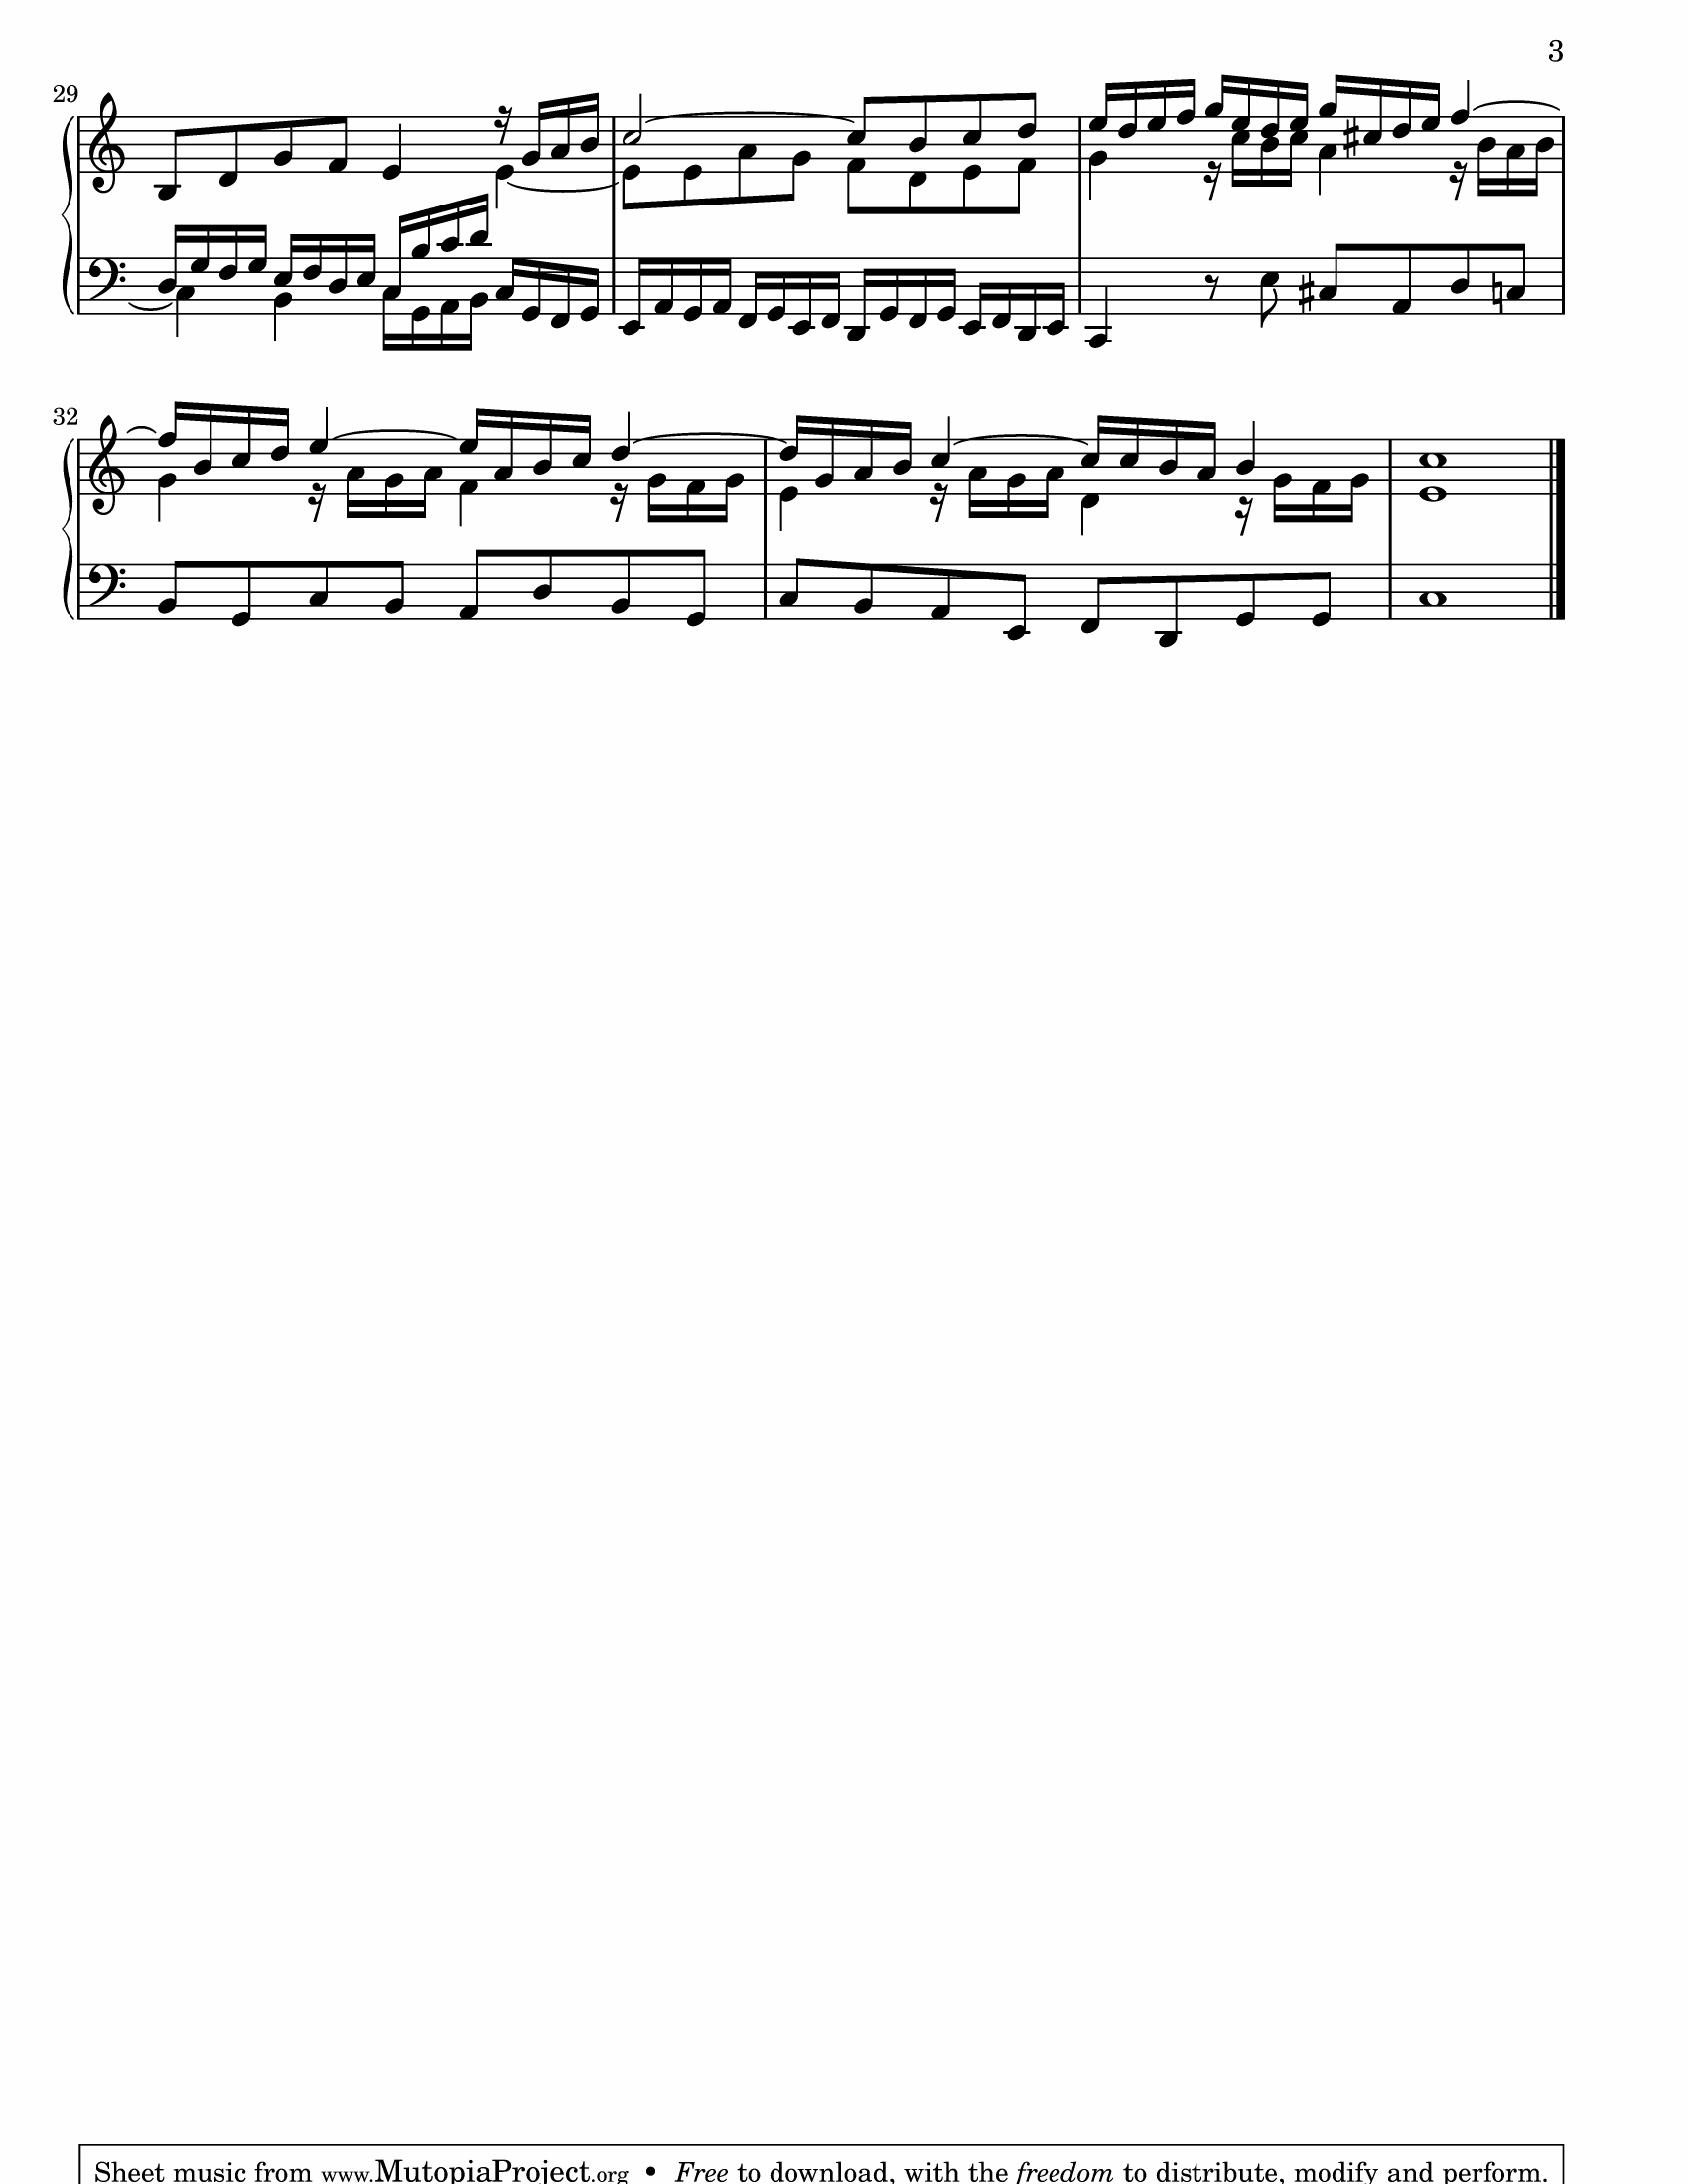 3
29
32
Sheet music from www.MutopiaProject.org • Free to download, with the freedom to distribute, modify and perform.